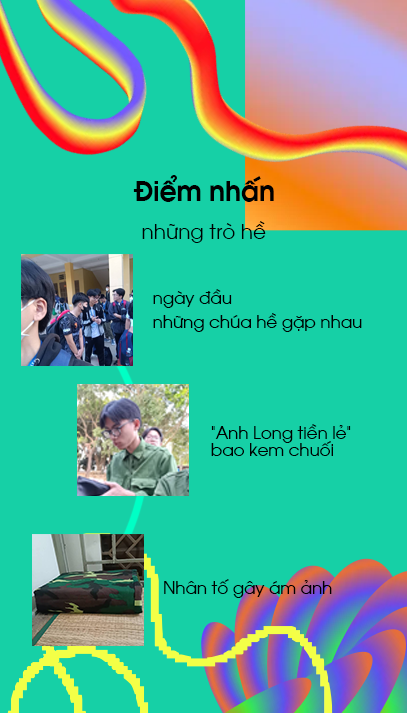 Điểm nhấn
những trò hề
ngày đầu
những chúa hề gặp nhau
"Anh Long tiền lẻ"
bao kem chuối
Nhân tố gây ám ảnh